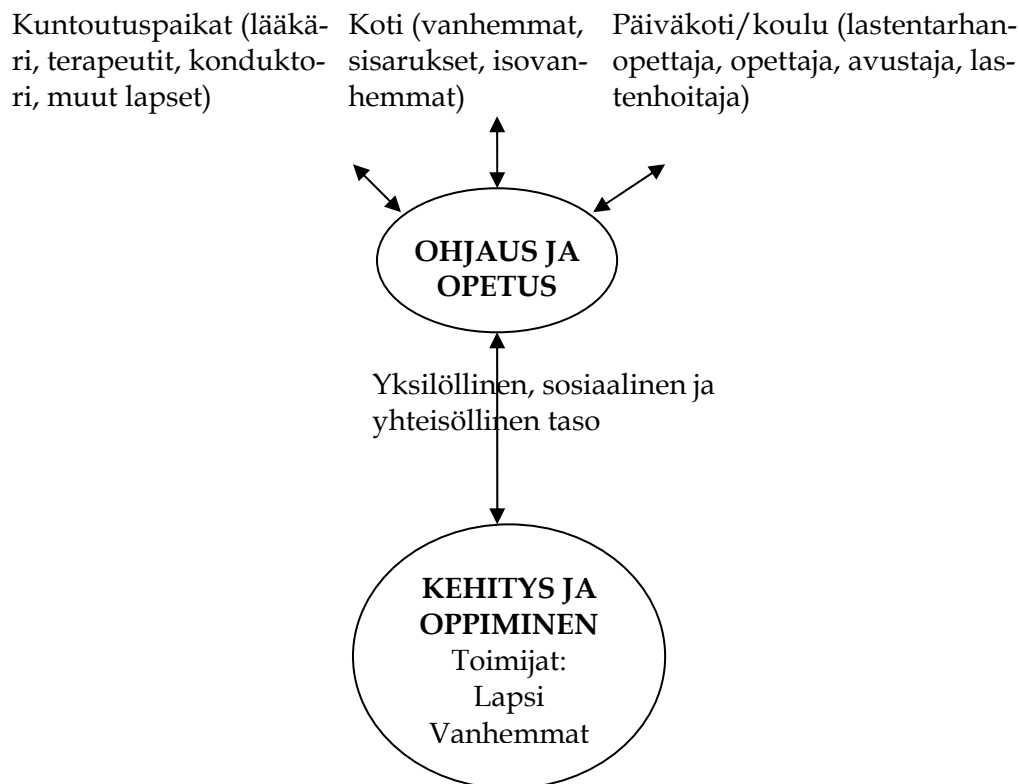 Kuntoutuspaikat (lääkä-
ri, terapeutit, kondukto-
ri, muut lapset)
Koti (vanhemmat,
sisarukset, isovan-
hemmat)
Päiväkoti/koulu (lastentarhan-
opettaja, opettaja, avustaja, las-
tenhoitaja)
OHJAUS JA
OPETUS
Yksilöllinen, sosiaalinen ja
yhteisöllinen taso
KEHITYS JA
OPPIMINEN
Toimijat:
Lapsi
Vanhemmat